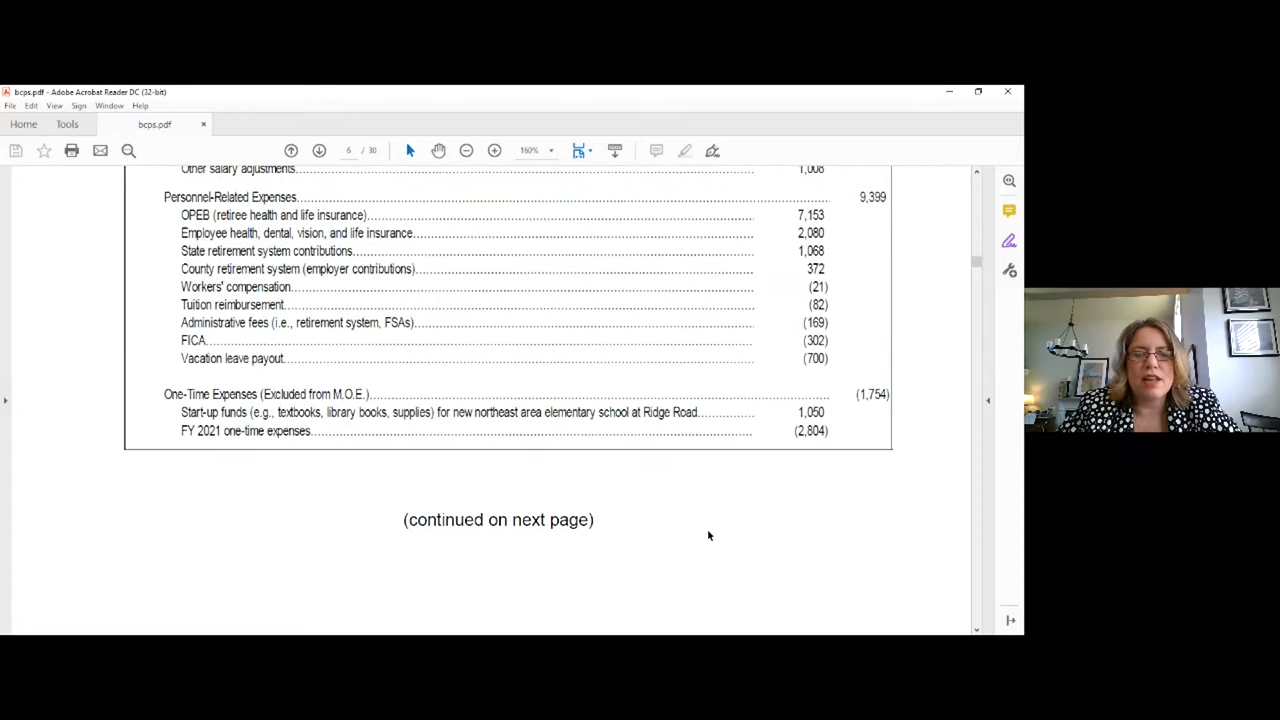 bcps.pdf - Adobe Acrobat Reader DC (32-bit)
File Edit View Sign Window Help
Home Tools bcps.pdf ×
6 / 30 160%
Other salary adjustments 1,008
Personnel-Related Expenses 9,399
OPEB (retiree health and life insurance) 7,153
Employee health, dental, vision, and life insurance 2,080
State retirement system contributions 1,068
County retirement system (employer contributions) 372
Workers' compensation (21)
Tuition reimbursement (82)
Administrative fees (i.e., retirement system, FSAs) (169)
FICA (302)
Vacation leave payout (700)
One-Time Expenses (Excluded from M.O.E.) (1,754)
Start-up funds (e.g., textbooks, library books, supplies) for new northeast area elementary school at Ridge Road 1,050
FY 2021 one-time expenses (2,804)
(continued on next page)